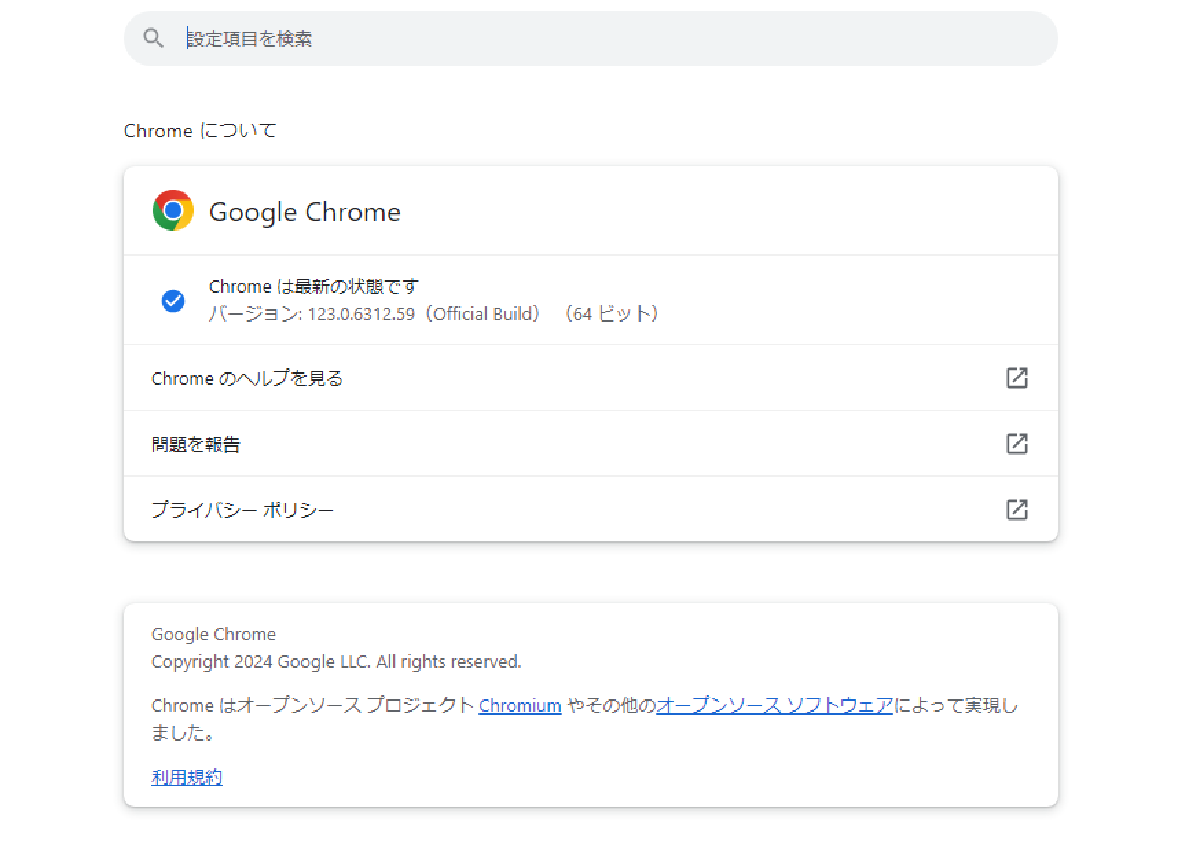 設定項目を検索
Chrome について
Google Chrome
Chrome は最新の状態です
バージョン: 123.0.6312.59（Official Build） （64 ビット）
Chrome のヘルプを見る
問題を報告
プライバシー ポリシー
Google Chrome
Copyright 2024 Google LLC. All rights reserved.
Chrome はオープンソース プロジェクト Chromium やその他のオープンソース ソフトウェアによって実現し
ました。
利用規約